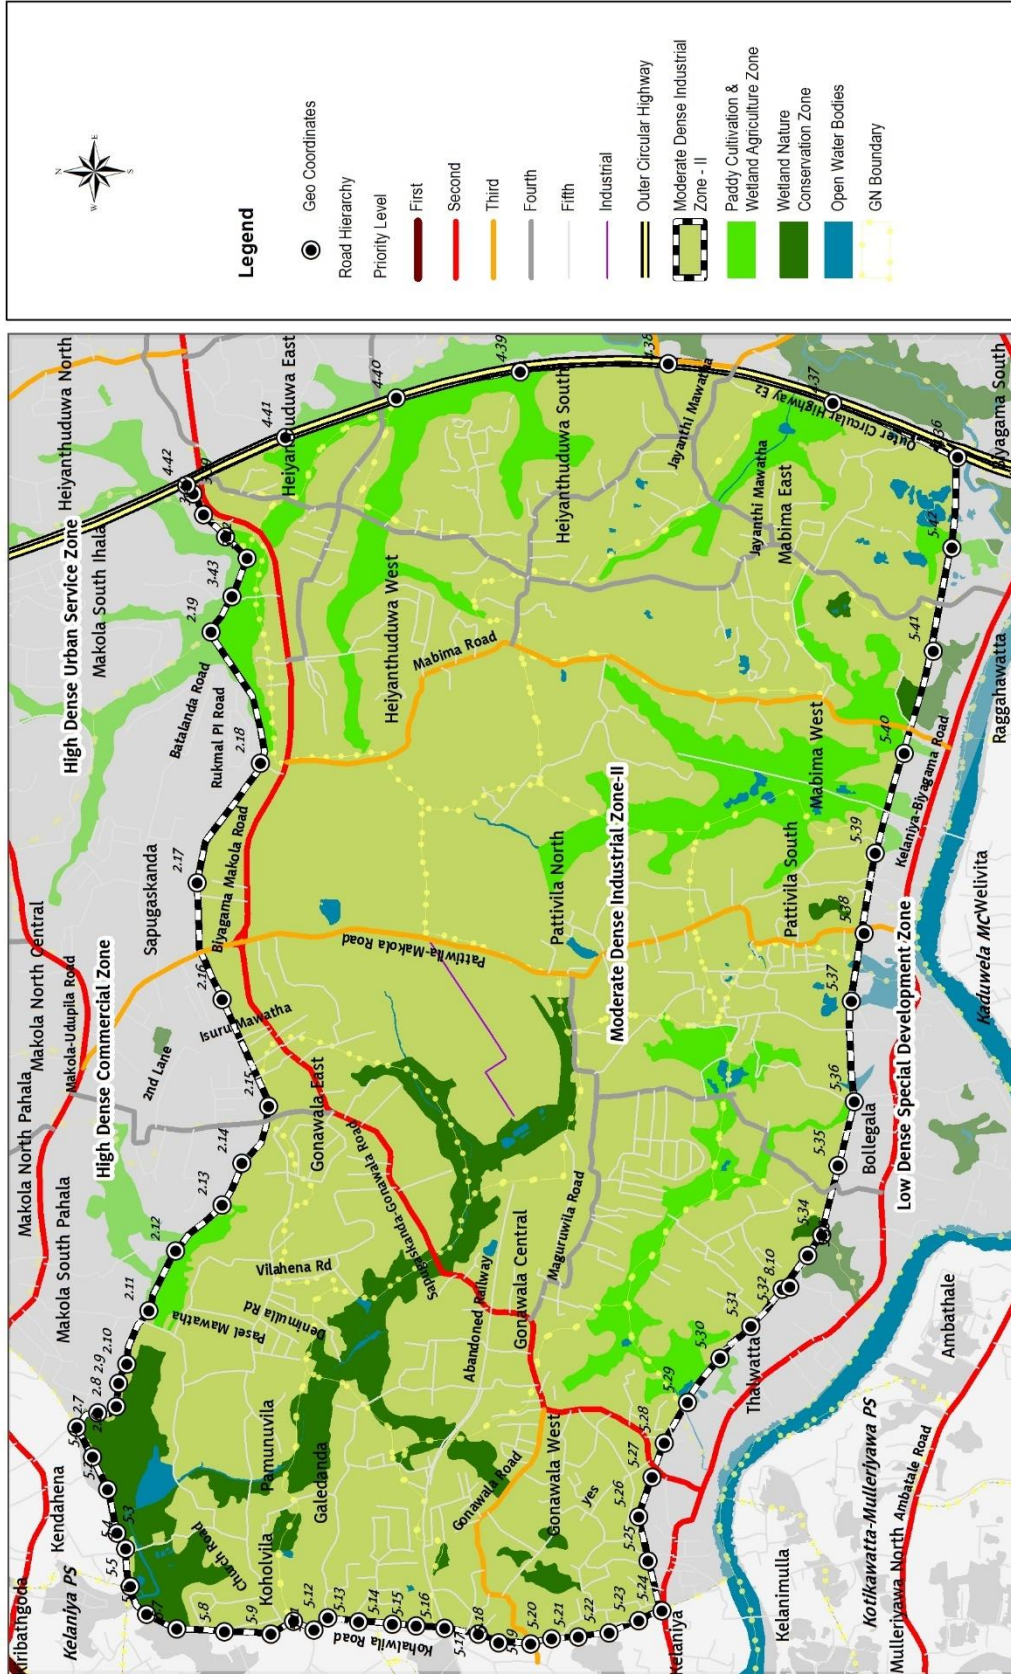 Legend
Geo Coordinates
Road Hierarchy
Priority Level
First
Second
Third
Fourth
Fifth
Industrial
Outer Circular Highway
Moderate Dense Industrial
Zone - II
Paddy Cultivation &
Wetland Agriculture Zone
Wetland Nature
Conservation Zone
Open Water Bodies
GN Boundary
N
E
S
W
Kiribathgoda
Kelaniya PS
Kendahena
Makola South Pahala
Makola North Pahala
Makola-Udupila Road
Makola North Central
High Dense Commercial Zone
2nd Lane
Sapugaskanda
Isuru Mawatha
Biyagama Makola Road
Rukmal Pl Road
Batalanda Road
High Dense Urban Service Zone
Makola South Ihala
Heiyanthuduwa North
Heiyanthuduwa East
Heiyanthuduwa West
Heiyanthuduwa South
Mabima Road
Jayanthi Mawatha
Jayanthi Mawatha
Mabima East
Mabima West
Outer Circular Highway E2
Biyagama South
Raggahawatta
Kelaniya-Biyagama Road
Pattiwila-Makola Road
Pattivila North
Moderate Dense Industrial Zone-II
Pattivila South
Gonawala East
Sapugaskanda-Gonawala Road
Vilahena Rd
Denimulla Rd
Pasel Mawatha
Pamunuvila
Galedanda
Koholvila
Church Road
Kohalwila Road
Abandoned Railway
Gonawala Central
Maguruwila Road
Gonawala Road
Gonawala West
yes
Thalwatta
Bollegala
Low Dense Special Development Zone
Kelaniya
Kelanimulla
Kotikawatta-Mulleriyawa PS
Mulleriyawa North
Ambatale Road
Ambathale
Kaduwela MC
Welivita
2.7
2.8
2.9
2.10
2.11
2.12
2.13
2.14
2.15
2.16
2.17
2.18
2.19
3.43
4.42
4.41
4.40
4.39
4.38
5.42
5.41
5.40
5.39
5.38
5.37
5.36
5.35
5.34
8.10
5.32
5.31
5.30
5.29
5.28
5.27
5.26
5.25
5.24
5.23
5.22
5.21
5.20
5.17
5.16
5.15
5.14
5.13
5.12
5.9
5.8
5.5
5.4
5.3